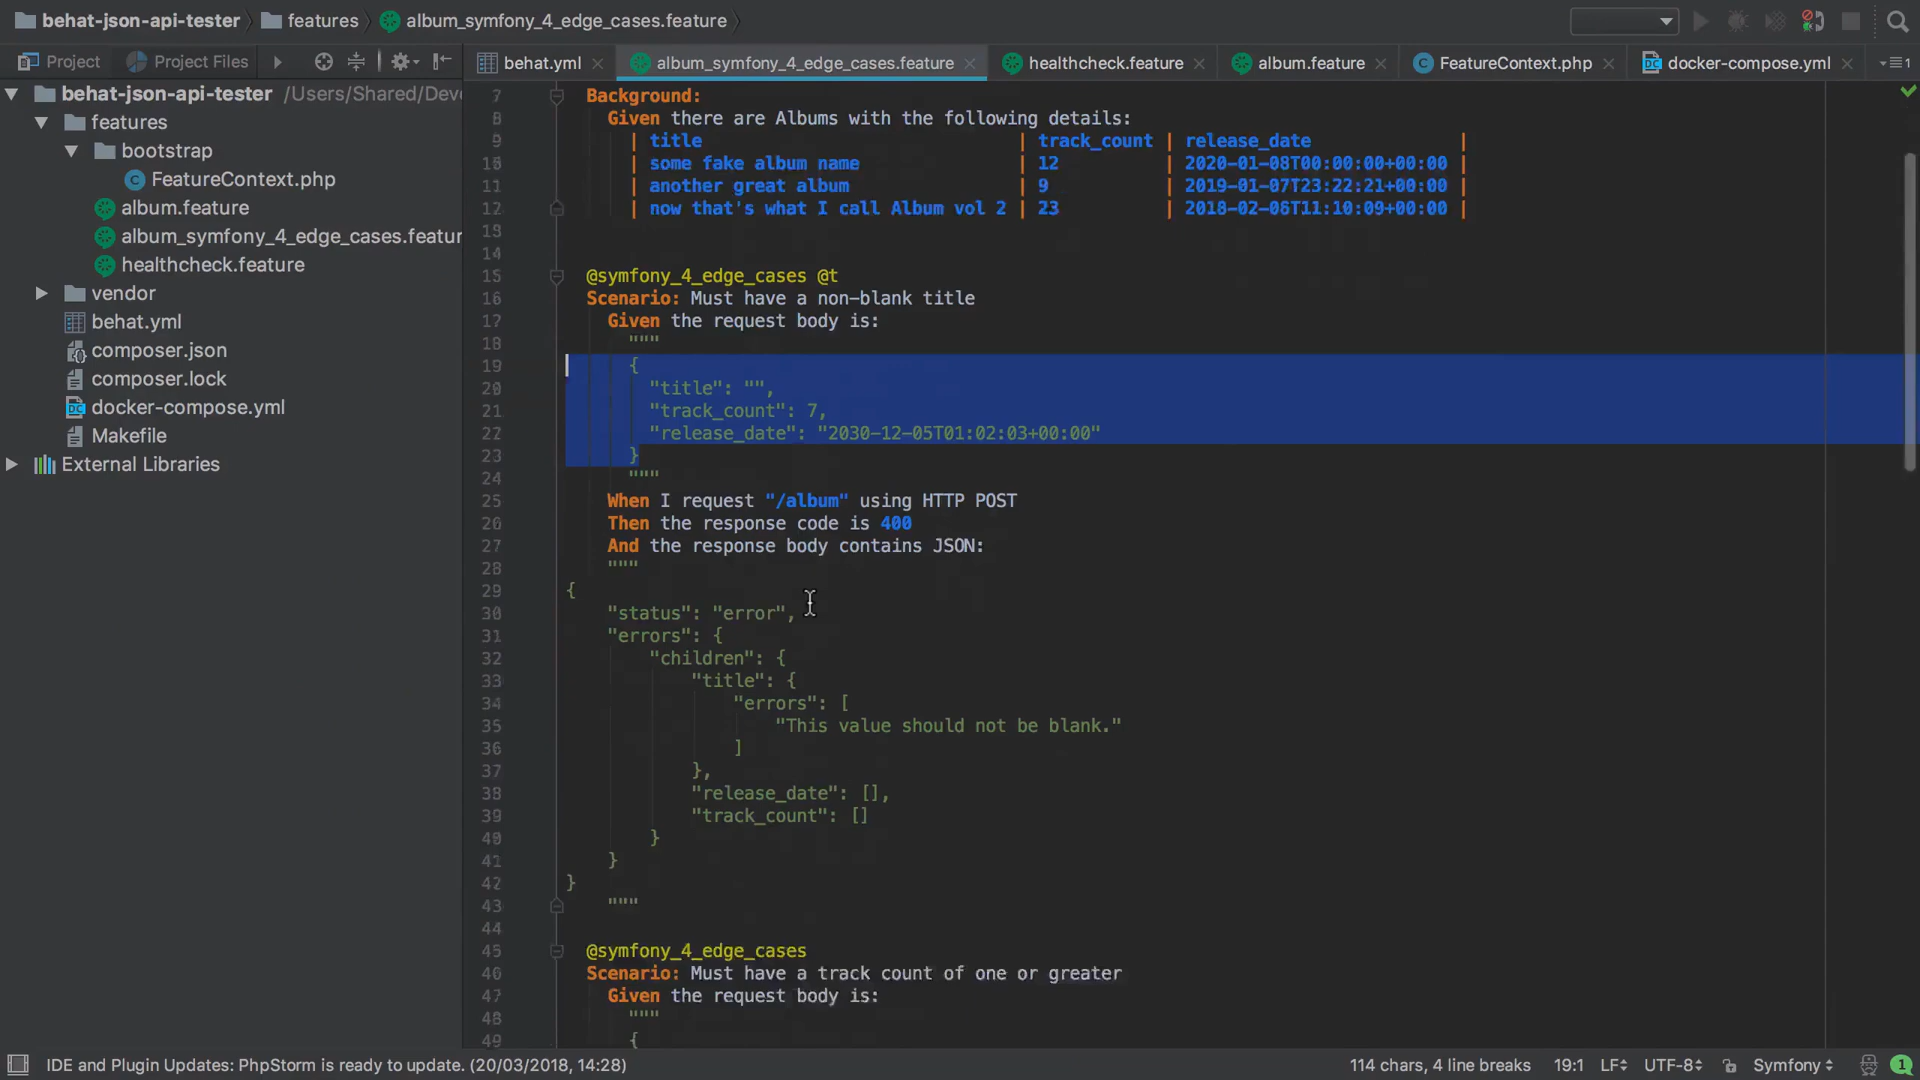 behat-json-api-tester features album_symfony_4_edge_cases.feature
Project Project Files behat.yml album_symfony_4_edge_cases.feature healthcheck.feature album.feature FeatureContext.php docker-compose.yml
behat-json-api-tester /Users/Shared/Deve
features
bootstrap
FeatureContext.php
album.feature
album_symfony_4_edge_cases.featur
healthcheck.feature
vendor
behat.yml
composer.json
composer.lock
docker-compose.yml
Makefile
External Libraries
7 Background:
8 Given there are Albums with the following details:
9 | title | track_count | release_date |
10 | some fake album name | 12 | 2020-01-08T00:00:00+00:00 |
11 | another great album | 9 | 2019-01-07T23:22:21+00:00 |
12 | now that's what I call Album vol 2 | 23 | 2018-02-06T11:10:09+00:00 |
13
14
15 @symfony_4_edge_cases @t
16 Scenario: Must have a non-blank title
17 Given the request body is:
18 """
19 {
20 "title": "",
21 "track_count": 7,
22 "release_date": "2030-12-05T01:02:03+00:00"
23 }
24 """
25 When I request "/album" using HTTP POST
26 Then the response code is 400
27 And the response body contains JSON:
28 """
29 {
30 "status": "error",
31 "errors": {
32 "children": {
33 "title": {
34 "errors": [
35 "This value should not be blank."
36 ]
37 },
38 "release_date": [],
39 "track_count": []
40 }
41 }
42 }
43 """
44
45 @symfony_4_edge_cases
46 Scenario: Must have a track count of one or greater
47 Given the request body is:
48 """
49 {
IDE and Plugin Updates: PhpStorm is ready to update. (20/03/2018, 14:28) 114 chars, 4 line breaks 19:1 LF UTF-8 Symfony 1